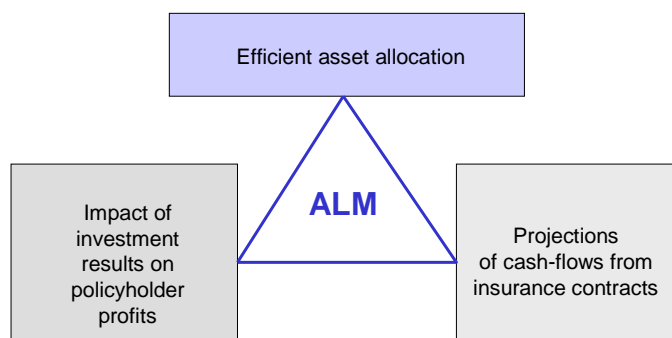 Efficient asset allocation
ALM
Impact of
investment
results on
policyholder
profits
Projections
of cash-flows from
insurance contracts